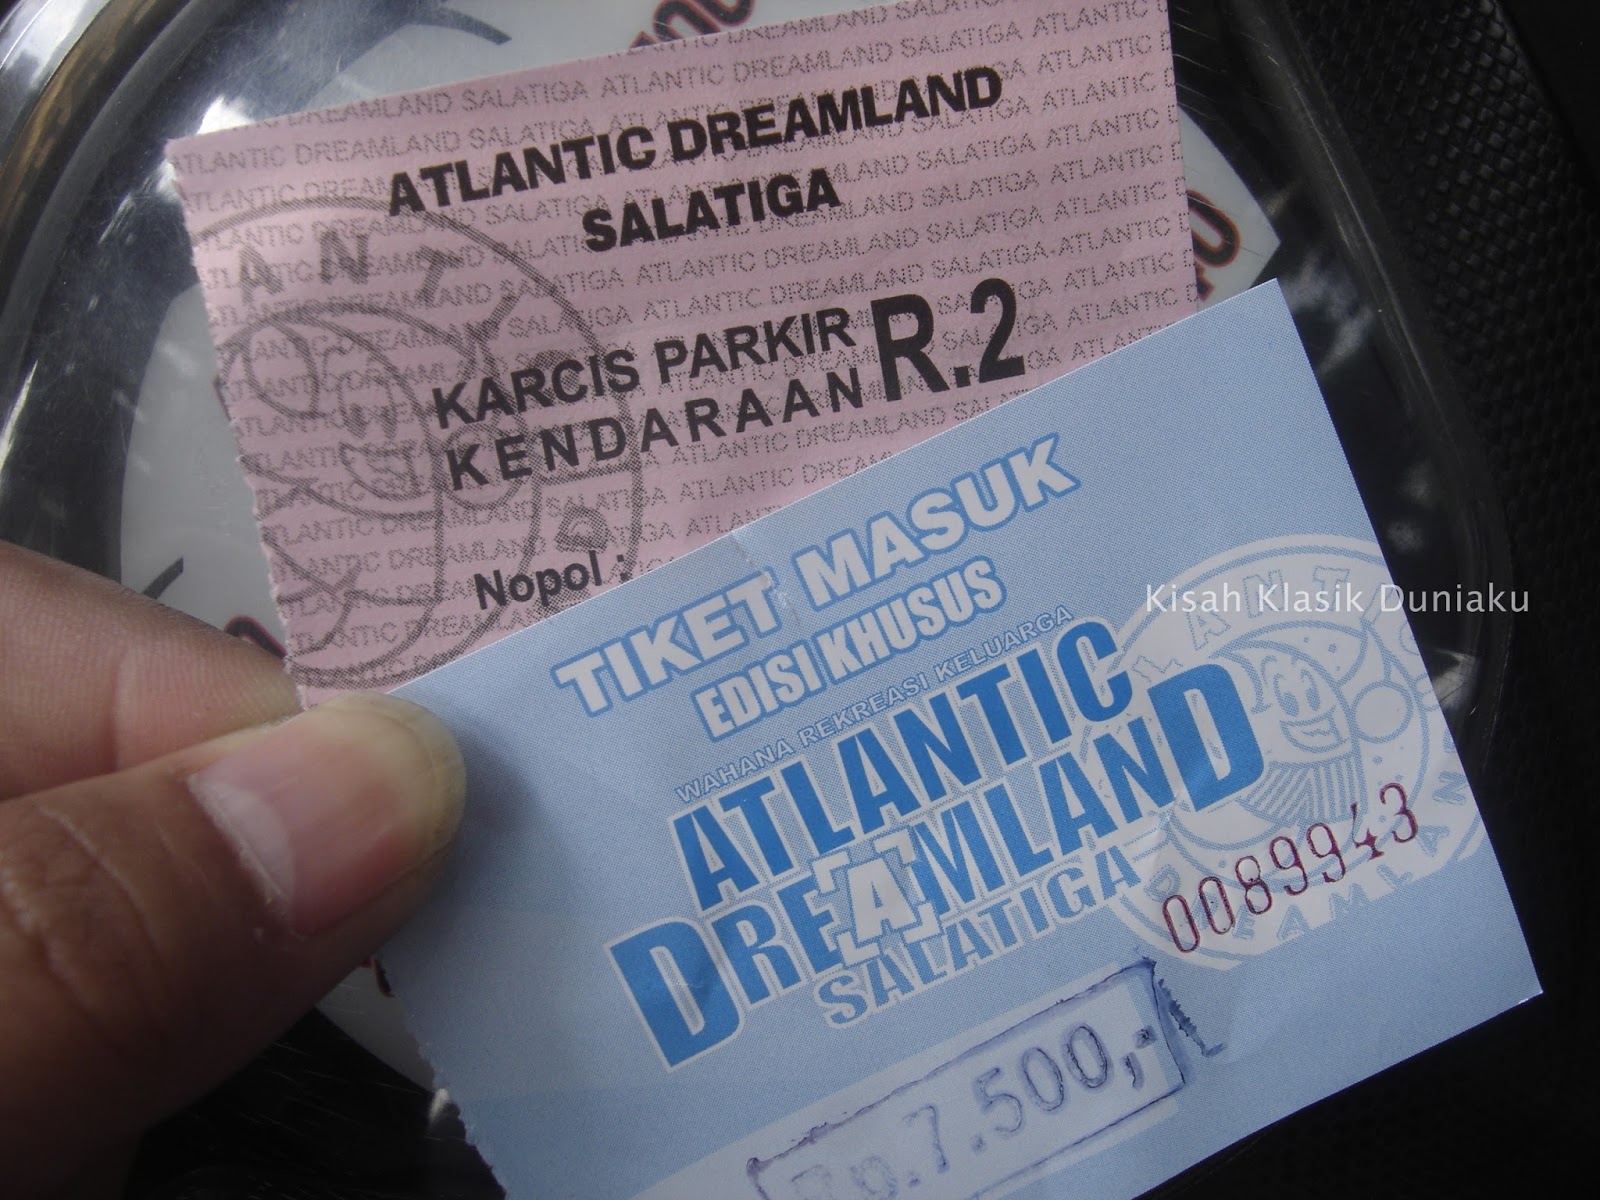 ATLANTIC DREAMLAND
SALATIGA
KARCIS PARKIR
KENDARAAN R.2
Nopol :
TIKET MASUK
EDISI KHUSUS
WAHANA REKREASI KELUARGA
ATLANTIC
DREAMLAND
SALATIGA
0089943
Rp.7.500,-
Kisah Klasik Duniaku